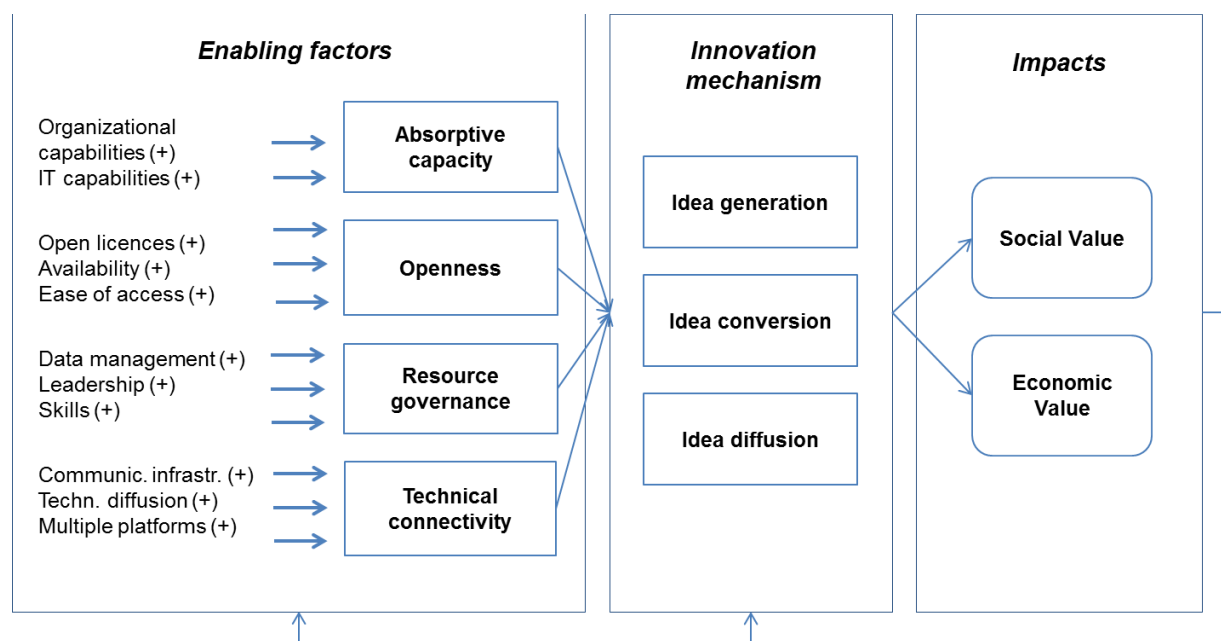 Enabling factors
Organizational
capabilities (+)
IT capabilities (+)
Absorptive
capacity
Open licences (+)
Availability (+)
Ease of access (+)
Openness
Data management (+)
Leadership (+)
Skills (+)
Resource
governance
Communic. infrastr. (+)
Techn. diffusion (+)
Multiple platforms (+)
Technical
connectivity
Innovation
mechanism
Idea generation
Idea conversion
Idea diffusion
Impacts
Social Value
Economic
Value